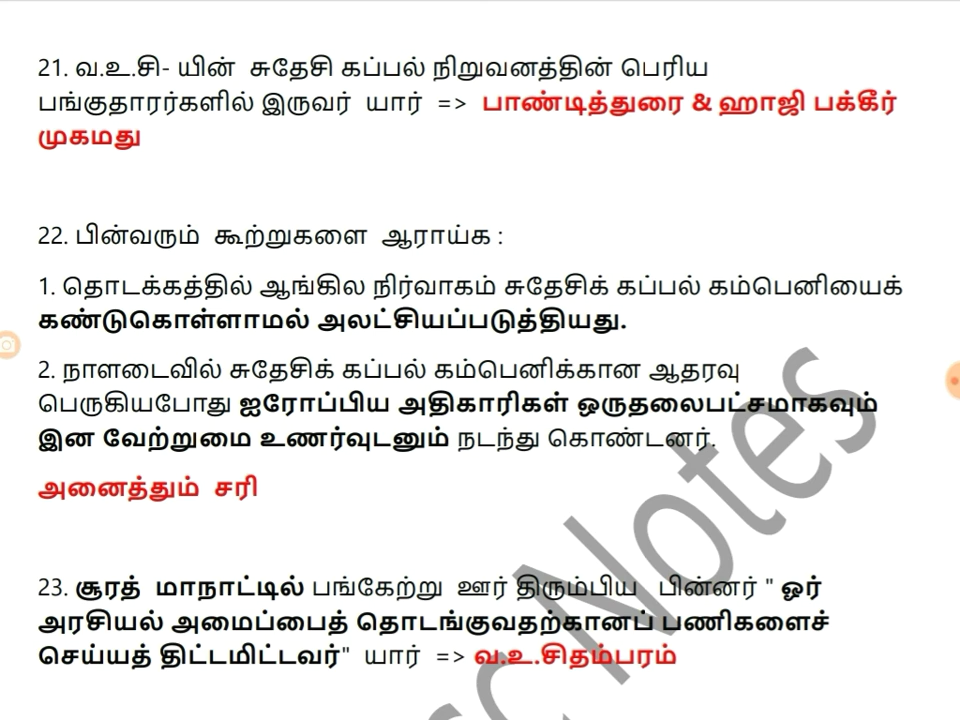 21. வ.உ.சி- யின் சுதேசி கப்பல் நிறுவனத்தின் பெரிய
பங்குதாரர்களில் இருவர் யார் => பாண்டித்துரை & ஹாஜி பக்கீர்
முகமது
22. பின்வரும் கூற்றுகளை ஆராய்க :
1. தொடக்கத்தில் ஆங்கில நிர்வாகம் சுதேசிக் கப்பல் கம்பெனியைக்
கண்டுகொள்ளாமல் அலட்சியப்படுத்தியது.
2. நாளடைவில் சுதேசிக் கப்பல் கம்பெனிக்கான ஆதரவு
பெருகியபோது ஐரோப்பிய அதிகாரிகள் ஒருதலைபட்சமாகவும்
இன வேற்றுமை உணர்வுடனும் நடந்து கொண்டனர்.
அனைத்தும் சரி
23. சூரத் மாநாட்டில் பங்கேற்று ஊர் திரும்பிய பின்னர் " ஓர்
அரசியல் அமைப்பைத் தொடங்குவதற்கானப் பணிகளைச்
செய்யத் திட்டமிட்டவர்" யார் => வ.உ.சிதம்பரம்
Notes